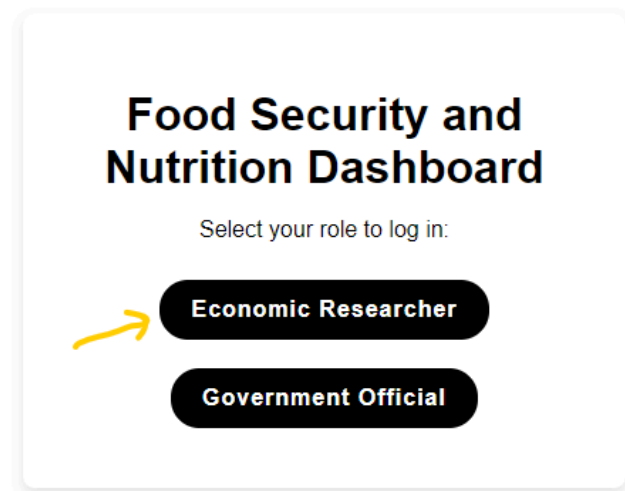 Food Security and
Nutrition Dashboard
Select your role to log in:
Economic Researcher
Government Official